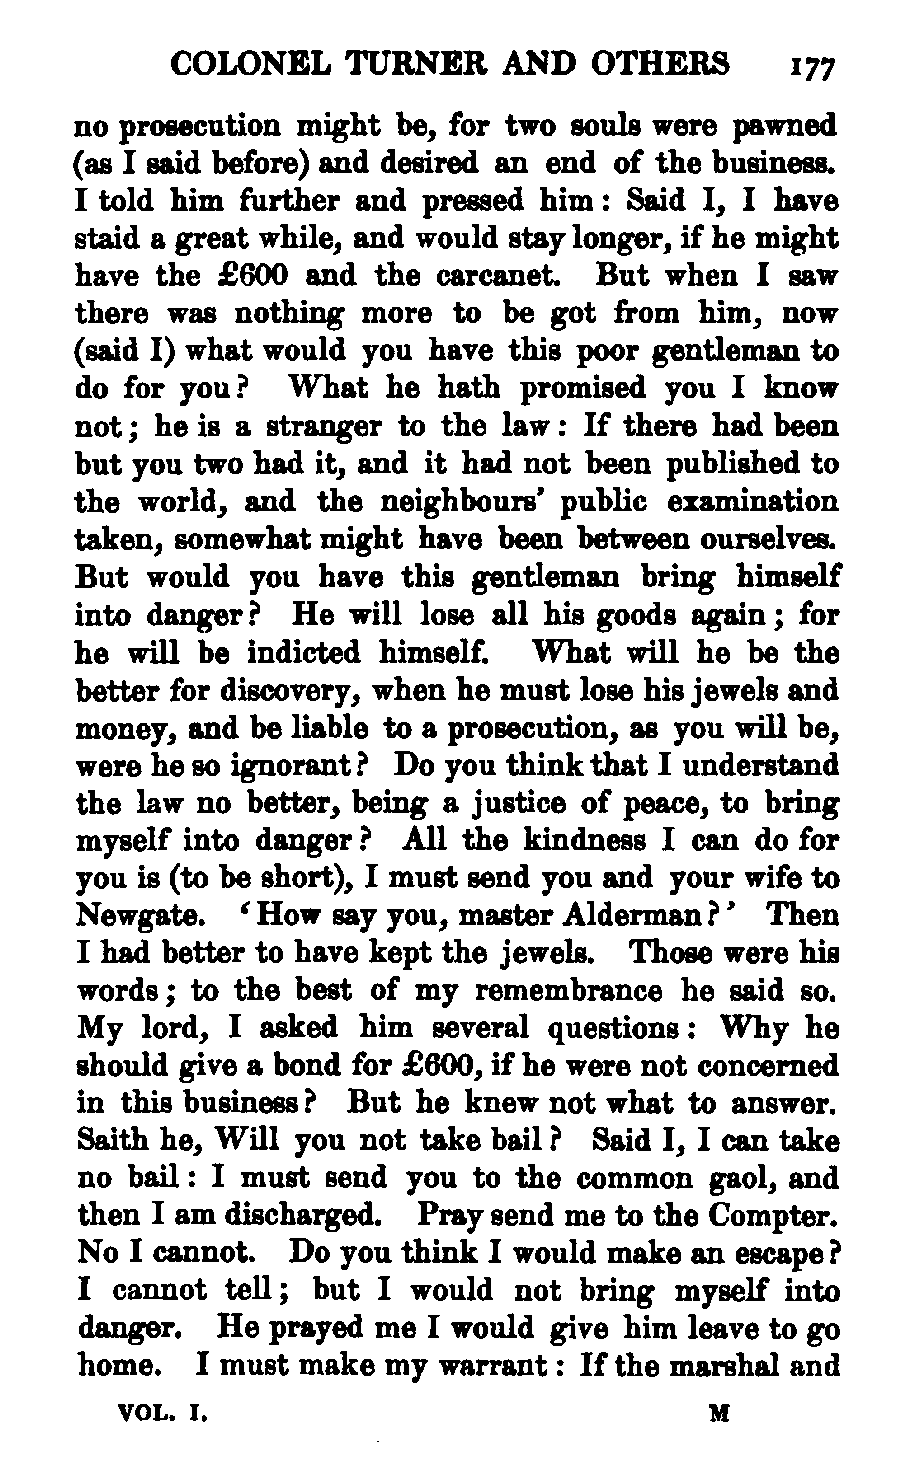 COLONEL TURNER AND OTHERS 177
no prosecution might be, for two souls were pawned
(as I said before) and desired an end of the business.
I told him further and pressed him : Said I, I have
staid a great while, and would stay longer, if he might
have the £600 and the carcanet. But when I saw
there was nothing more to be got from him, now
(said I) what would you have this poor gentleman to
do for you? What he hath promised you I know
not; he is a stranger to the law: If there had been
but you two had it, and it had not been published to
the world, and the neighbours' public examination
taken, somewhat might have been between ourselves.
But would you have this gentleman bring himself
into danger? He will lose all his goods again; for
he will be indicted himself. What will he be the
better for discovery, when he must lose his jewels and
money, and be liable to a prosecution, as you will be,
were he so ignorant? Do you think that I understand
the law no better, being a justice of peace, to bring
myself into danger? All the kindness I can do for
you is (to be short), I must send you and your wife to
Newgate. 'How say you, master Alderman?' Then
I had better to have kept the jewels. Those were his
words; to the best of my remembrance he said so.
My lord, I asked him several questions: Why he
should give a bond for £600, if he were not concerned
in this business? But he knew not what to answer.
Saith he, Will you not take bail? Said I, I can take
no bail: I must send you to the common gaol, and
then I am discharged. Pray send me to the Compter.
No I cannot. Do you think I would make an escape?
I cannot tell; but I would not bring myself into
danger. He prayed me I would give him leave to go
home. I must make my warrant: If the marshal and
VOL. I. M